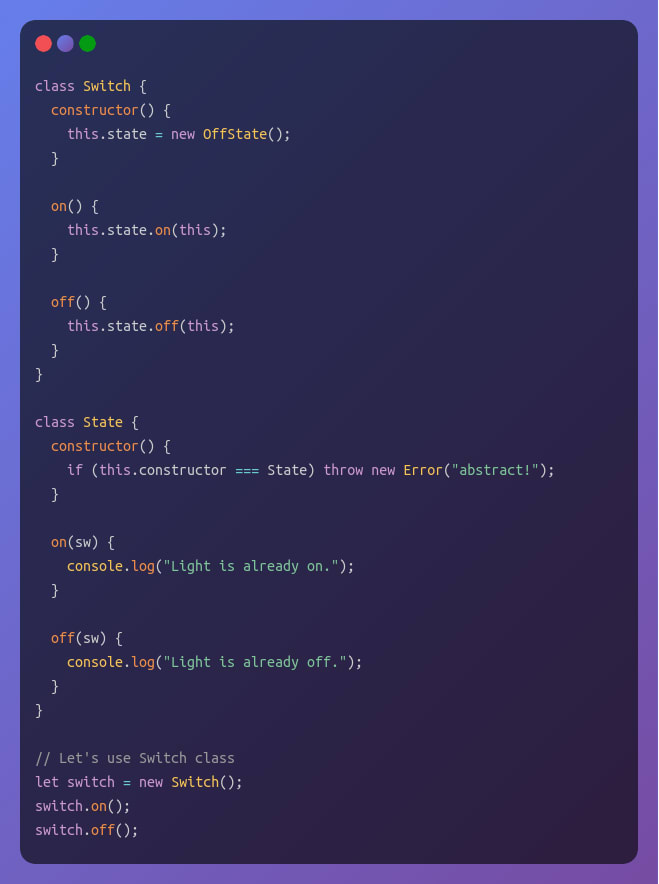 class Switch {
  constructor() {
    this.state = new OffState();
  }

  on() {
    this.state.on(this);
  }

  off() {
    this.state.off(this);
  }
}

class State {
  constructor() {
    if (this.constructor === State) throw new Error("abstract!");
  }

  on(sw) {
    console.log("Light is already on.");
  }

  off(sw) {
    console.log("Light is already off.");
  }
}

// Let's use Switch class
let switch = new Switch();
switch.on();
switch.off();